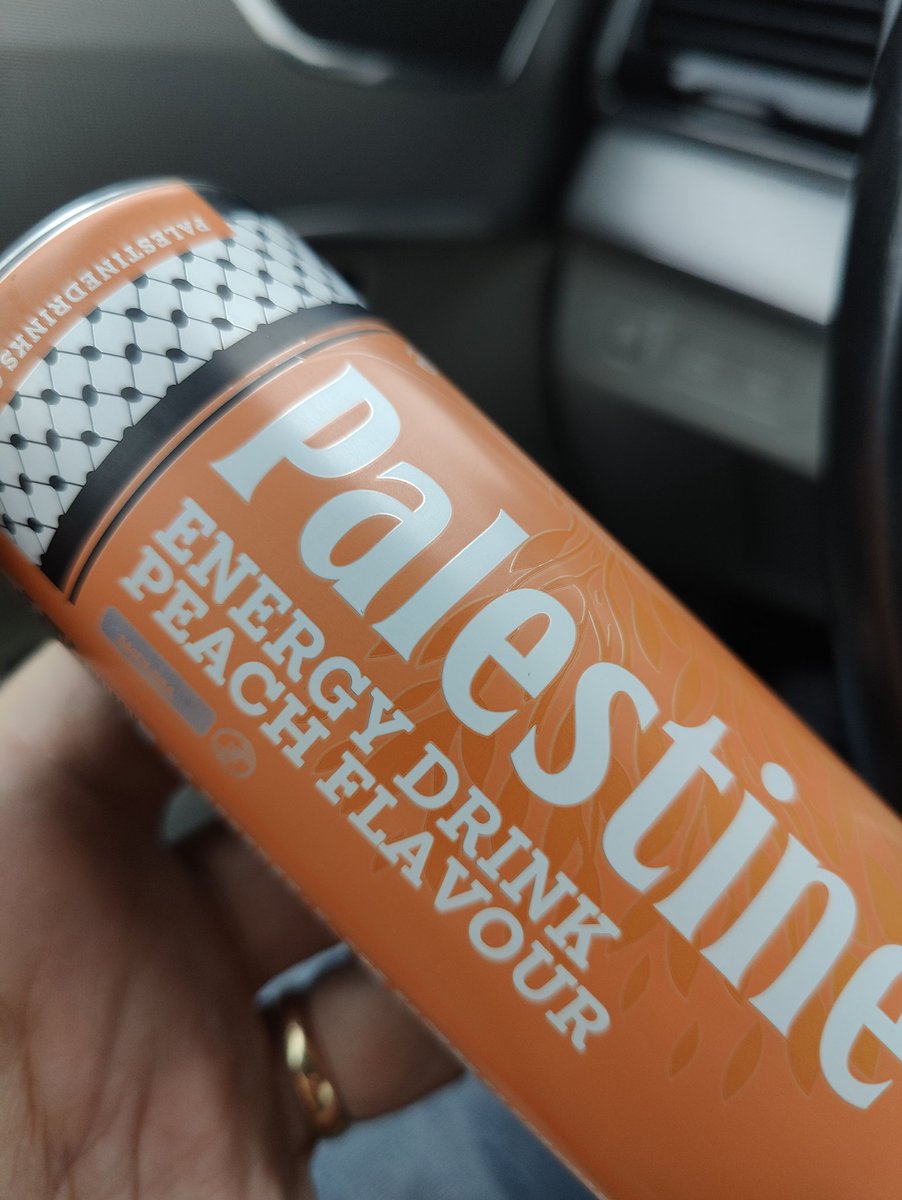 PALESTINEDRINKS
Palestine
ENERGY DRINK
PEACH FLAVOUR